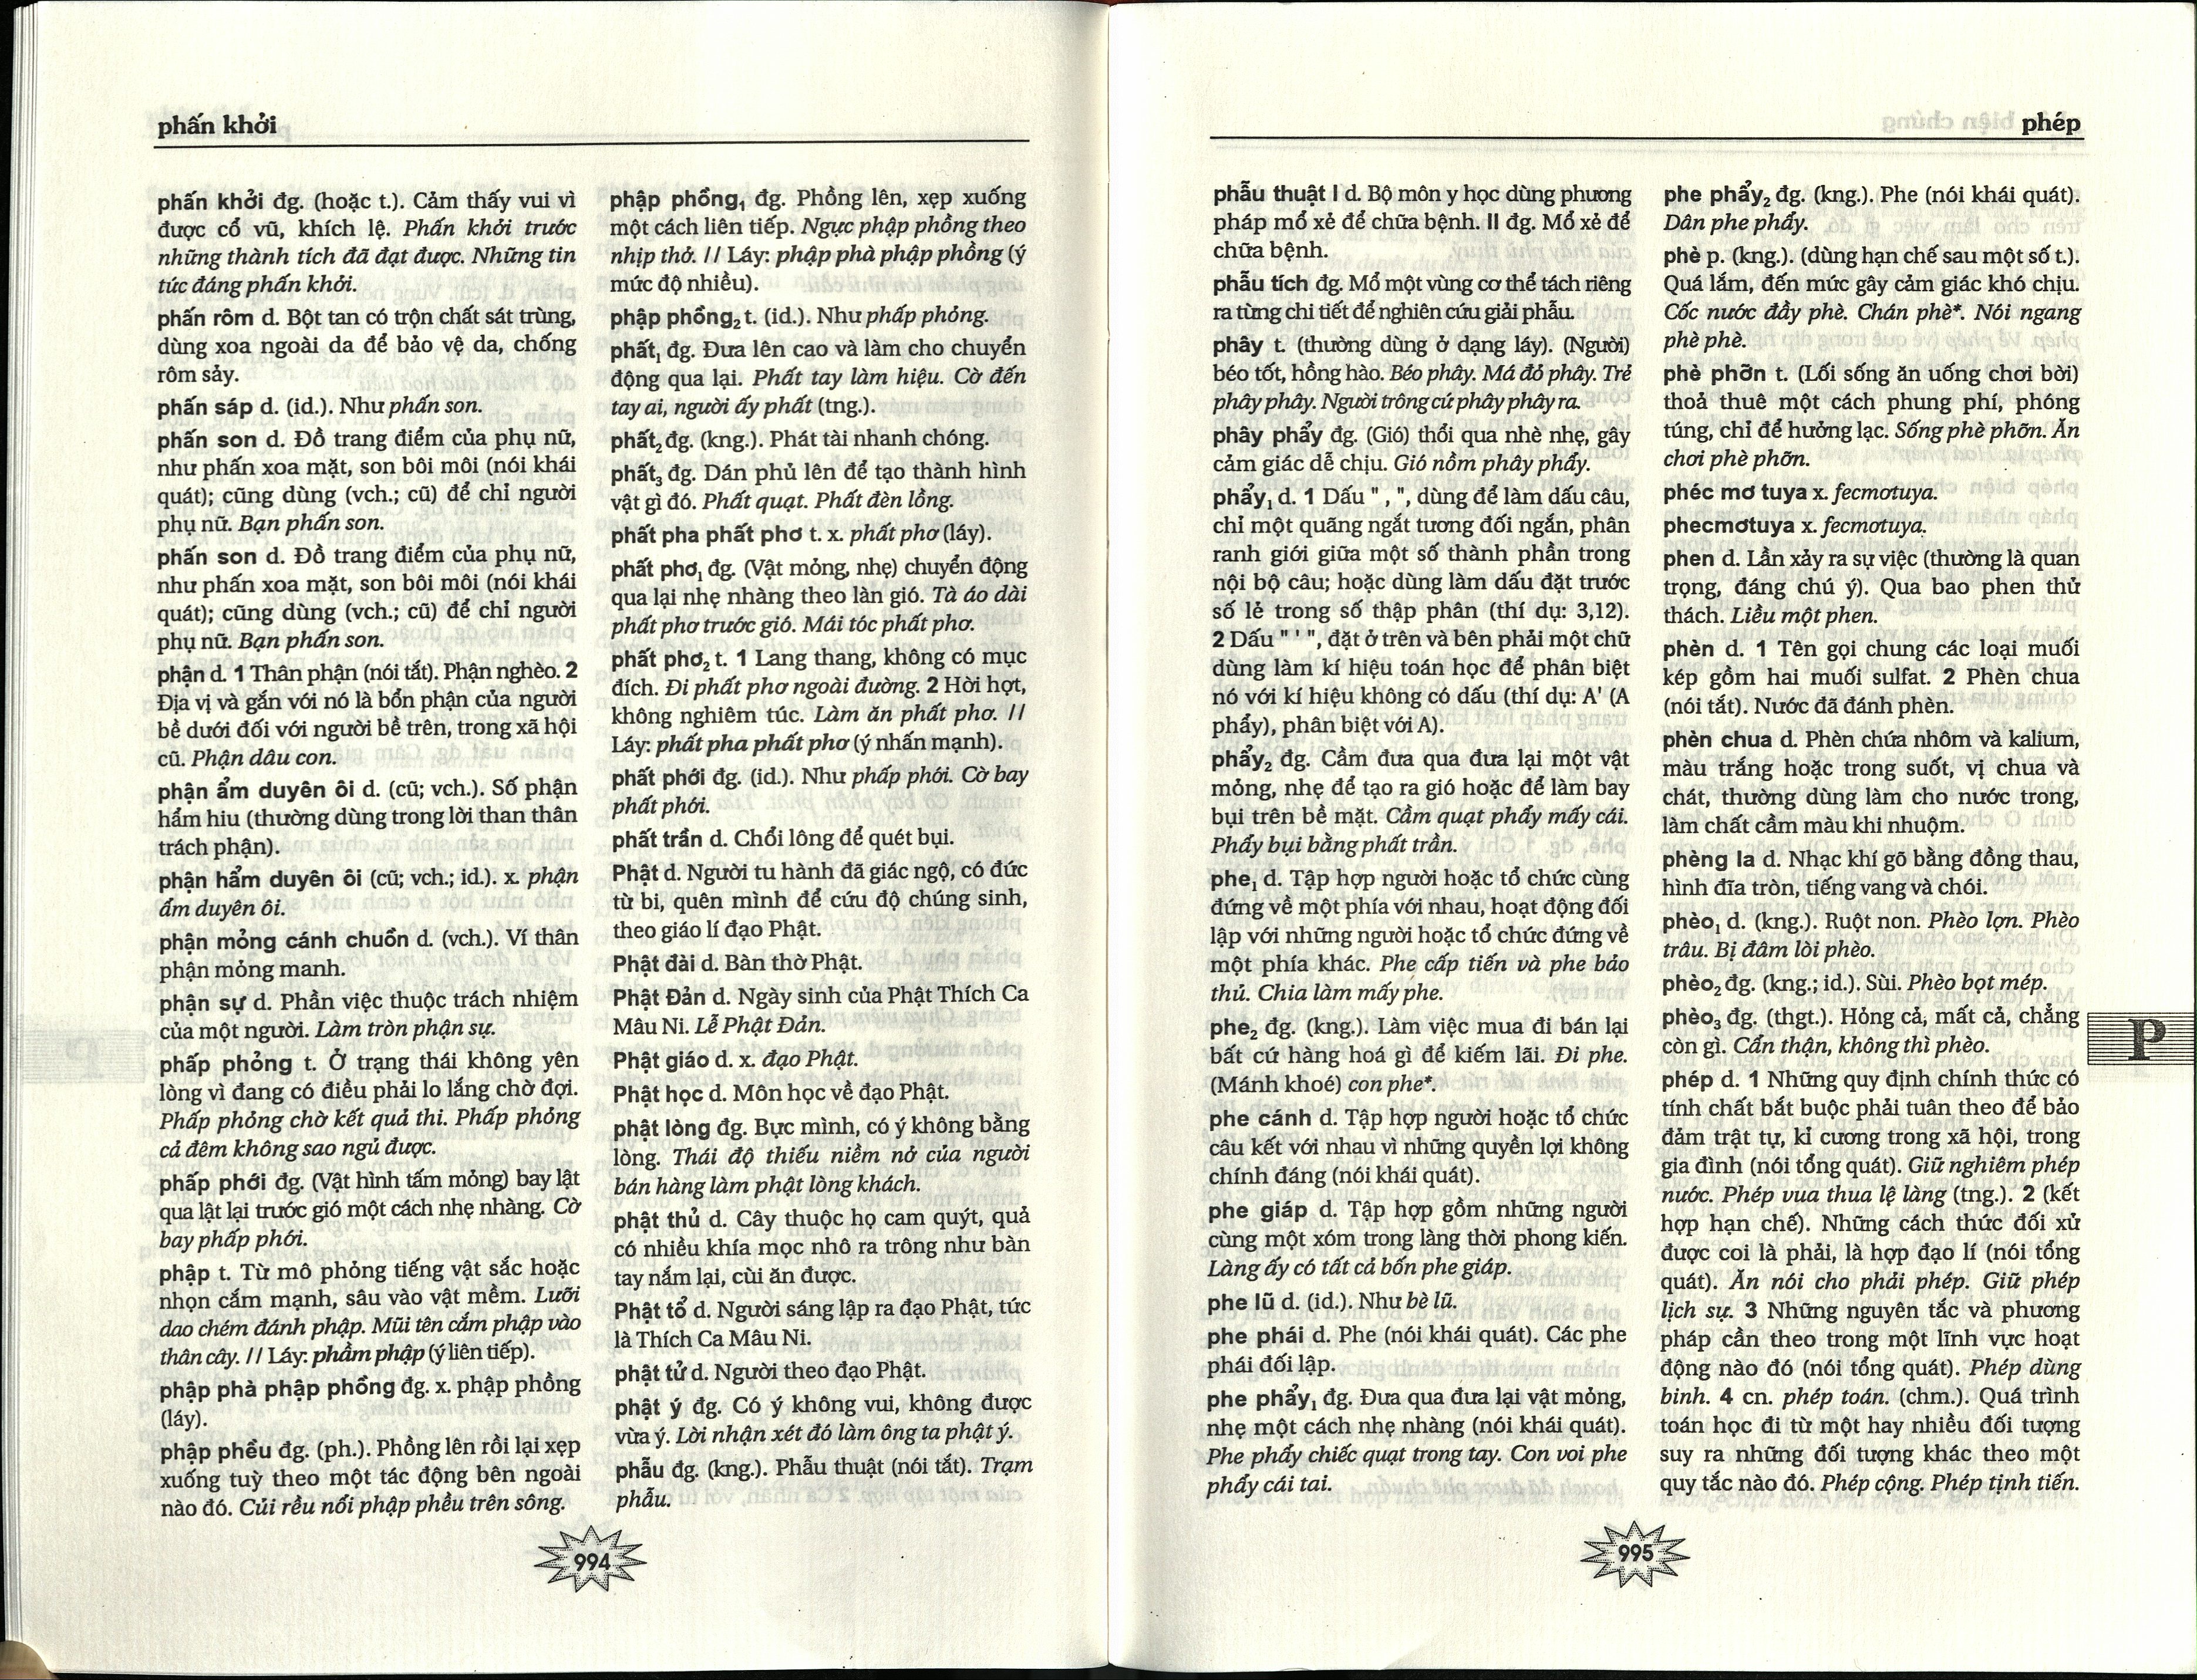 phấn khởi
phấn khởi đg. (hoặc t.). Cảm thấy vui vì
được cổ vũ, khích lệ. Phấn khởi trước
những thành tích đã đạt được. Những tin
tức đáng phấn khởi.
phấn rôm d. Bột tan có trộn chất sát trùng,
dùng xoa ngoài da để bảo vệ da, chống
rôm sảy.
phấn sáp d. (id.). Như phấn son.
phấn son d. Đồ trang điểm của phụ nữ,
như phấn xoa mặt, son bôi môi (nói khái
quát); cũng dùng (vch.; cũ) để chỉ người
phụ nữ. Bạn phấn son.
phấn son d. Đồ trang điểm của phụ nữ,
như phấn xoa mặt, son bôi môi (nói khái
quát); cũng dùng (vch.; cũ) để chỉ người
phụ nữ. Bạn phấn son.
phận d. 1 Thân phận (nói tắt). Phận nghèo. 2
Địa vị và gắn với nó là bổn phận của người
bề dưới đối với người bề trên, trong xã hội
cũ. Phận dâu con.
phận ẩm duyên ôi d. (cũ; vch.). Số phận
hẩm hiu (thường dùng trong lời than thân
trách phận).
phận hẩm duyên ôi (cũ; vch.; id.). x. phận
ẩm duyên ôi.
phận mỏng cánh chuồn d. (vch.). Ví thân
phận mỏng manh.
phận sự d. Phần việc thuộc trách nhiệm
của một người. Làm tròn phận sự.
phấp phỏng t. Ở trạng thái không yên
lòng vì đang có điều phải lo lắng chờ đợi.
Phấp phỏng chờ kết quả thi. Phấp phỏng
cả đêm không sao ngủ được.
phấp phới đg. (Vật hình tấm mỏng) bay lật
qua lật lại trước gió một cách nhẹ nhàng. Cờ
bay phấp phới.
phập t. Từ mô phỏng tiếng vật sắc hoặc
nhọn cắm mạnh, sâu vào vật mềm. Lưỡi
dao chém đánh phập. Mũi tên cắm phập vào
thân cây. // Láy: phầm phập (ý liên tiếp).
phập phà phập phồng đg. x. phập phồng
(láy).
phập phều đg. (ph.). Phồng lên rồi lại xẹp
xuống tuỳ theo một tác động bên ngoài
nào đó. Củi rều nổi phập phều trên sông.
phập phồng₁ đg. Phồng lên, xẹp xuống
một cách liên tiếp. Ngực phập phồng theo
nhịp thở. // Láy: phập phà phập phồng (ý
mức độ nhiều).
phập phồng₂ t. (id.). Như phấp phỏng.
phất₁ đg. Đưa lên cao và làm cho chuyển
động qua lại. Phất tay làm hiệu. Cờ đến
tay ai, người ấy phất (tng.).
phất₂ đg. (kng.). Phát tài nhanh chóng.
phất₃ đg. Dán phủ lên để tạo thành hình
vật gì đó. Phất quạt. Phất đèn lồng.
phất pha phất phơ t. x. phất phơ (láy).
phất phơ₁ đg. (Vật mỏng, nhẹ) chuyển động
qua lại nhẹ nhàng theo làn gió. Tà áo dài
phất phơ trước gió. Mái tóc phất phơ.
phất phơ₂ t. 1 Lang thang, không có mục
đích. Đi phất phơ ngoài đường. 2 Hời hợt,
không nghiêm túc. Làm ăn phất phơ. //
Láy: phất pha phất phơ (ý nhấn mạnh).
phất phới đg. (id.). Như phấp phới. Cờ bay
phất phới.
phất trần d. Chổi lông để quét bụi.
Phật d. Người tu hành đã giác ngộ, có đức
từ bi, quên mình để cứu độ chúng sinh,
theo giáo lí đạo Phật.
Phật đài d. Bàn thờ Phật.
Phật Đản d. Ngày sinh của Phật Thích Ca
Mâu Ni. Lễ Phật Đản.
Phật giáo d. x. đạo Phật.
Phật học d. Môn học về đạo Phật.
phật lòng đg. Bực mình, có ý không bằng
lòng. Thái độ thiếu niềm nở của người
bán hàng làm phật lòng khách.
phật thủ d. Cây thuộc họ cam quýt, quả
có nhiều khía mọc nhô ra trông như bàn
tay nắm lại, cùi ăn được.
Phật tổ d. Người sáng lập ra đạo Phật, tức
là Thích Ca Mâu Ni.
phật tử d. Người theo đạo Phật.
phật ý đg. Có ý không vui, không được
vừa ý. Lời nhận xét đó làm ông ta phật ý.
phẫu đg. (kng.). Phẫu thuật (nói tắt). Trạm
phẫu.
994
phép
phẫu thuật I d. Bộ môn y học dùng phương
pháp mổ xẻ để chữa bệnh. II đg. Mổ xẻ để
chữa bệnh.
phẫu tích đg. Mổ một vùng cơ thể tách riêng
ra từng chi tiết để nghiên cứu giải phẫu.
phây t. (thường dùng ở dạng láy). (Người)
béo tốt, hồng hào. Béo phây. Má đỏ phây. Trẻ
phây phây. Người trông cứ phây phây ra.
phây phẩy đg. (Gió) thổi qua nhè nhẹ, gây
cảm giác dễ chịu. Gió nồm phây phẩy.
phẩy₁ d. 1 Dấu " , ", dùng để làm dấu câu,
chỉ một quãng ngắt tương đối ngắn, phân
ranh giới giữa một số thành phần trong
nội bộ câu; hoặc dùng làm dấu đặt trước
số lẻ trong số thập phân (thí dụ: 3,12).
2 Dấu " ' ", đặt ở trên và bên phải một chữ
dùng làm kí hiệu toán học để phân biệt
nó với kí hiệu không có dấu (thí dụ: A' (A
phẩy), phân biệt với A).
phẩy₂ đg. Cầm đưa qua đưa lại một vật
mỏng, nhẹ để tạo ra gió hoặc để làm bay
bụi trên bề mặt. Cầm quạt phẩy mấy cái.
Phẩy bụi bằng phất trần.
phe₁ d. Tập hợp người hoặc tổ chức cùng
đứng về một phía với nhau, hoạt động đối
lập với những người hoặc tổ chức đứng về
một phía khác. Phe cấp tiến và phe bảo
thủ. Chia làm mấy phe.
phe₂ đg. (kng.). Làm việc mua đi bán lại
bất cứ hàng hoá gì để kiếm lãi. Đi phe.
(Mánh khoé) con phe*.
phe cánh d. Tập hợp người hoặc tổ chức
câu kết với nhau vì những quyền lợi không
chính đáng (nói khái quát).
phe giáp d. Tập hợp gồm những người
cùng một xóm trong làng thời phong kiến.
Làng ấy có tất cả bốn phe giáp.
phe lũ d. (id.). Như bè lũ.
phe phái d. Phe (nói khái quát). Các phe
phái đối lập.
phe phẩy₁ đg. Đưa qua đưa lại vật mỏng,
nhẹ một cách nhẹ nhàng (nói khái quát).
Phe phẩy chiếc quạt trong tay. Con voi phe
phẩy cái tai.
phe phẩy₂ đg. (kng.). Phe (nói khái quát).
Dân phe phẩy.
phè p. (kng.). (dùng hạn chế sau một số t.).
Quá lắm, đến mức gây cảm giác khó chịu.
Cốc nước đầy phè. Chán phè*. Nói ngang
phè phè.
phè phỡn t. (Lối sống ăn uống chơi bời)
thoả thuê một cách phung phí, phóng
túng, chỉ để hưởng lạc. Sống phè phỡn. Ăn
chơi phè phỡn.
phéc mơ tuya x. fecmơtuya.
phecmơtuya x. fecmơtuya.
phen d. Lần xảy ra sự việc (thường là quan
trọng, đáng chú ý). Qua bao phen thử
thách. Liều một phen.
phèn d. 1 Tên gọi chung các loại muối
kép gồm hai muối sulfat. 2 Phèn chua
(nói tắt). Nước đã đánh phèn.
phèn chua d. Phèn chứa nhôm và kalium,
màu trắng hoặc trong suốt, vị chua và
chát, thường dùng làm cho nước trong,
làm chất cầm màu khi nhuộm.
phèng la d. Nhạc khí gõ bằng đồng thau,
hình đĩa tròn, tiếng vang và chói.
phèo₁ d. (kng.). Ruột non. Phèo lợn. Phèo
trâu. Bị đâm lòi phèo.
phèo₂ đg. (kng.; id.). Sùi. Phèo bọt mép.
phèo₃ đg. (thgt.). Hỏng cả, mất cả, chẳng
còn gì. Cẩn thận, không thì phèo.
P
phép d. 1 Những quy định chính thức có
tính chất bắt buộc phải tuân theo để bảo
đảm trật tự, kỉ cương trong xã hội, trong
gia đình (nói tổng quát). Giữ nghiêm phép
nước. Phép vua thua lệ làng (tng.). 2 (kết
hợp hạn chế). Những cách thức đối xử
được coi là phải, là hợp đạo lí (nói tổng
quát). Ăn nói cho phải phép. Giữ phép
lịch sự. 3 Những nguyên tắc và phương
pháp cần theo trong một lĩnh vực hoạt
động nào đó (nói tổng quát). Phép dùng
binh. 4 cn. phép toán. (chm.). Quá trình
toán học đi từ một hay nhiều đối tượng
suy ra những đối tượng khác theo một
quy tắc nào đó. Phép cộng. Phép tịnh tiến.
995